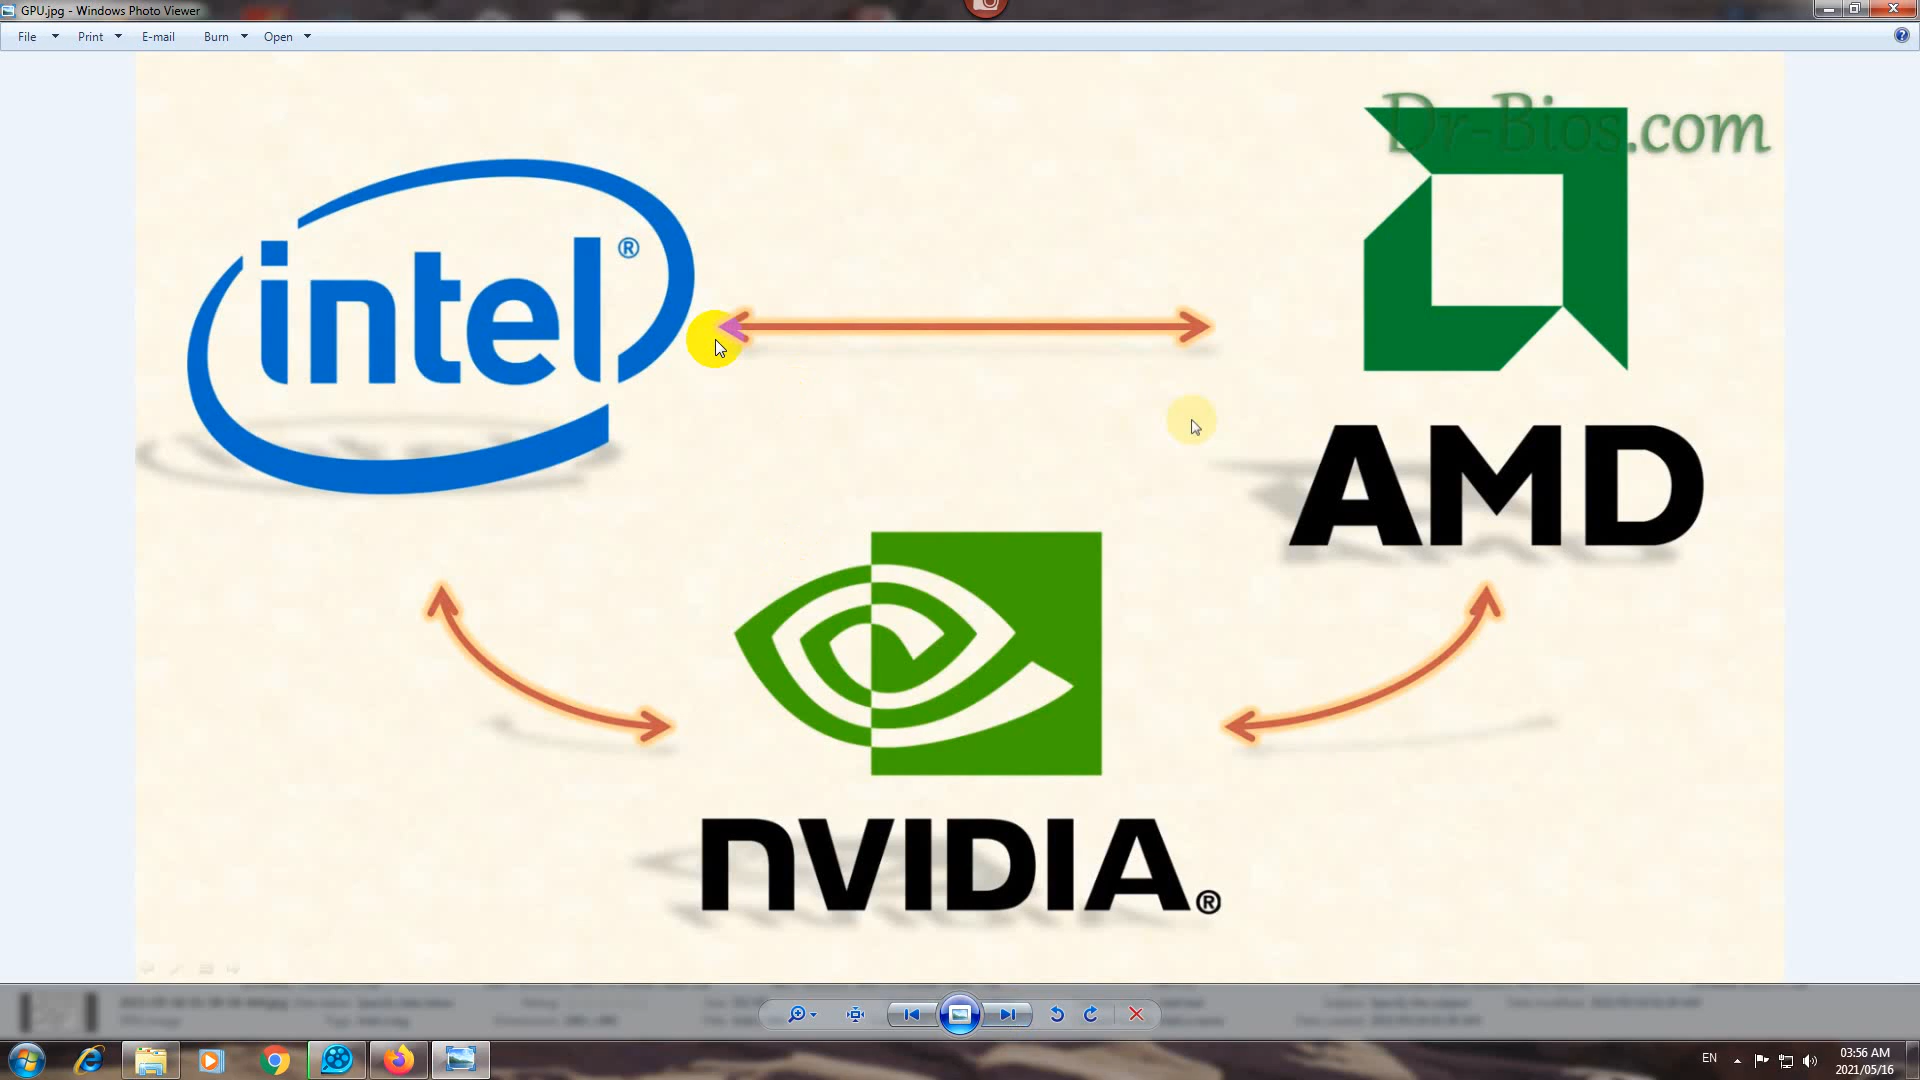 GPU.jpg - Windows Photo Viewer
File Print E-mail Burn Open
Dr-Bios.com
intel®
AMD
NVIDIA®
EN
03:56 AM
2021/05/16